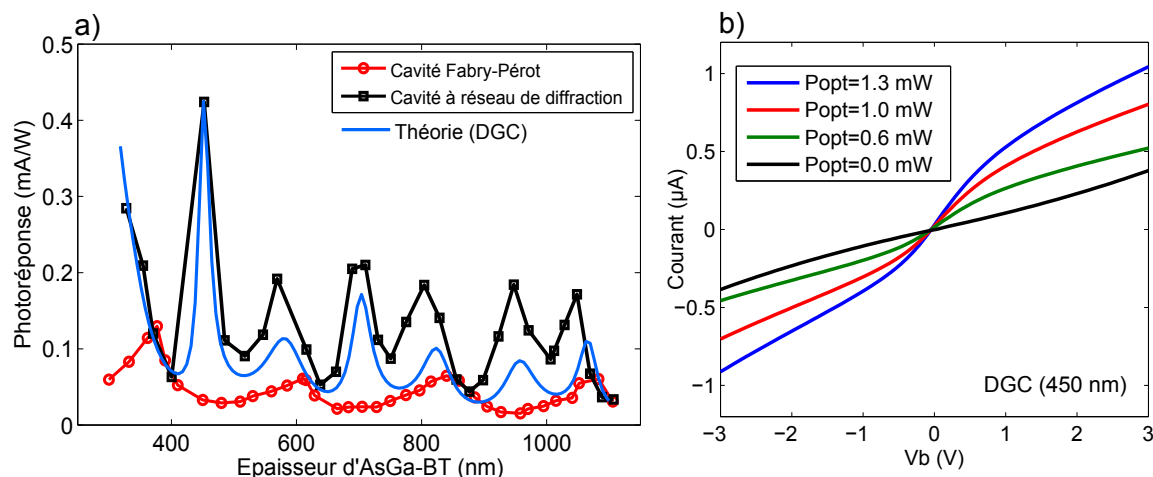 a)
0.5
0.4
0.3
0.2
0.1
0
Photoréponse (mA/W)
Cavité Fabry-Pérot
Cavité à réseau de diffraction
Théorie (DGC)
400
600
800
1000
Epaisseur d'AsGa-BT (nm)
b)
1
0.5
0
−0.5
−1
Courant (μA)
Popt=1.3 mW
Popt=1.0 mW
Popt=0.6 mW
Popt=0.0 mW
DGC (450 nm)
−3
−2
−1
0
1
2
3
Vb (V)